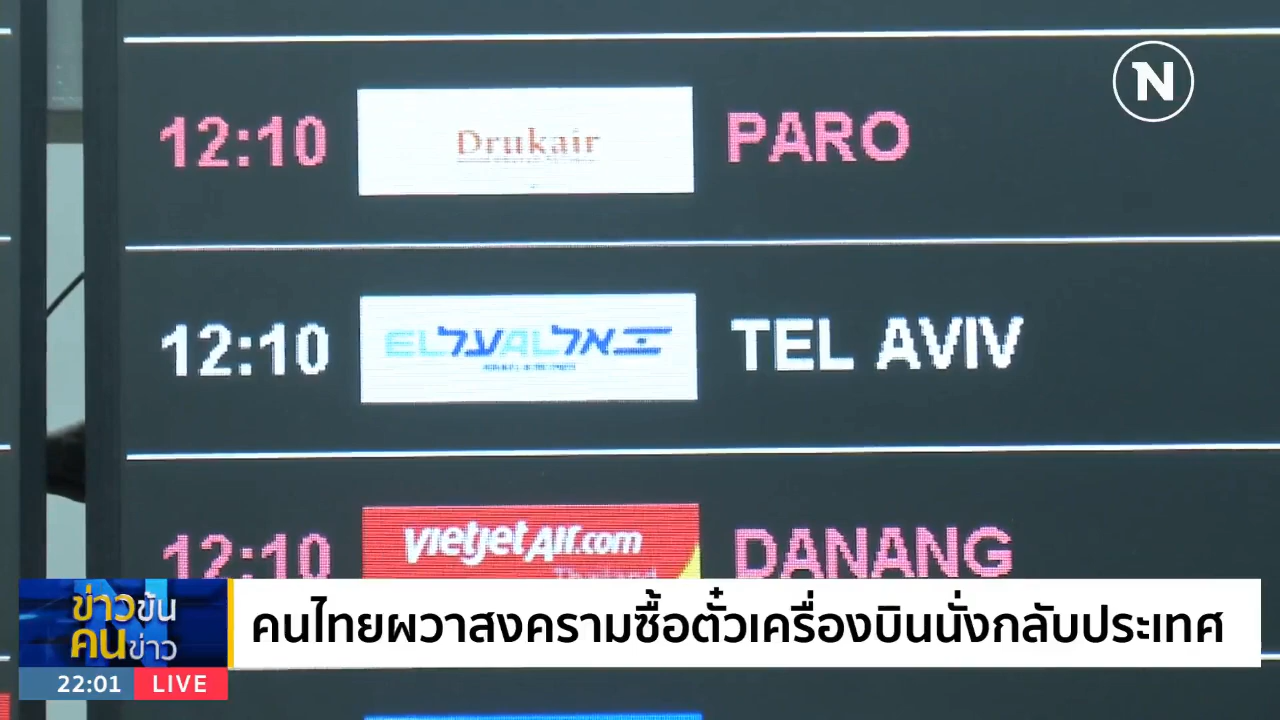 N
12:10 Drukair PARO
12:10 ELעלALאל TEL AVIV
12:10 vietjetAir.com DANANG
Thailand
ข่าวข้น
คนข่าว
คนไทยผวาสงครามซื้อตั๋วเครื่องบินนั่งกลับประเทศ
22:01 LIVE